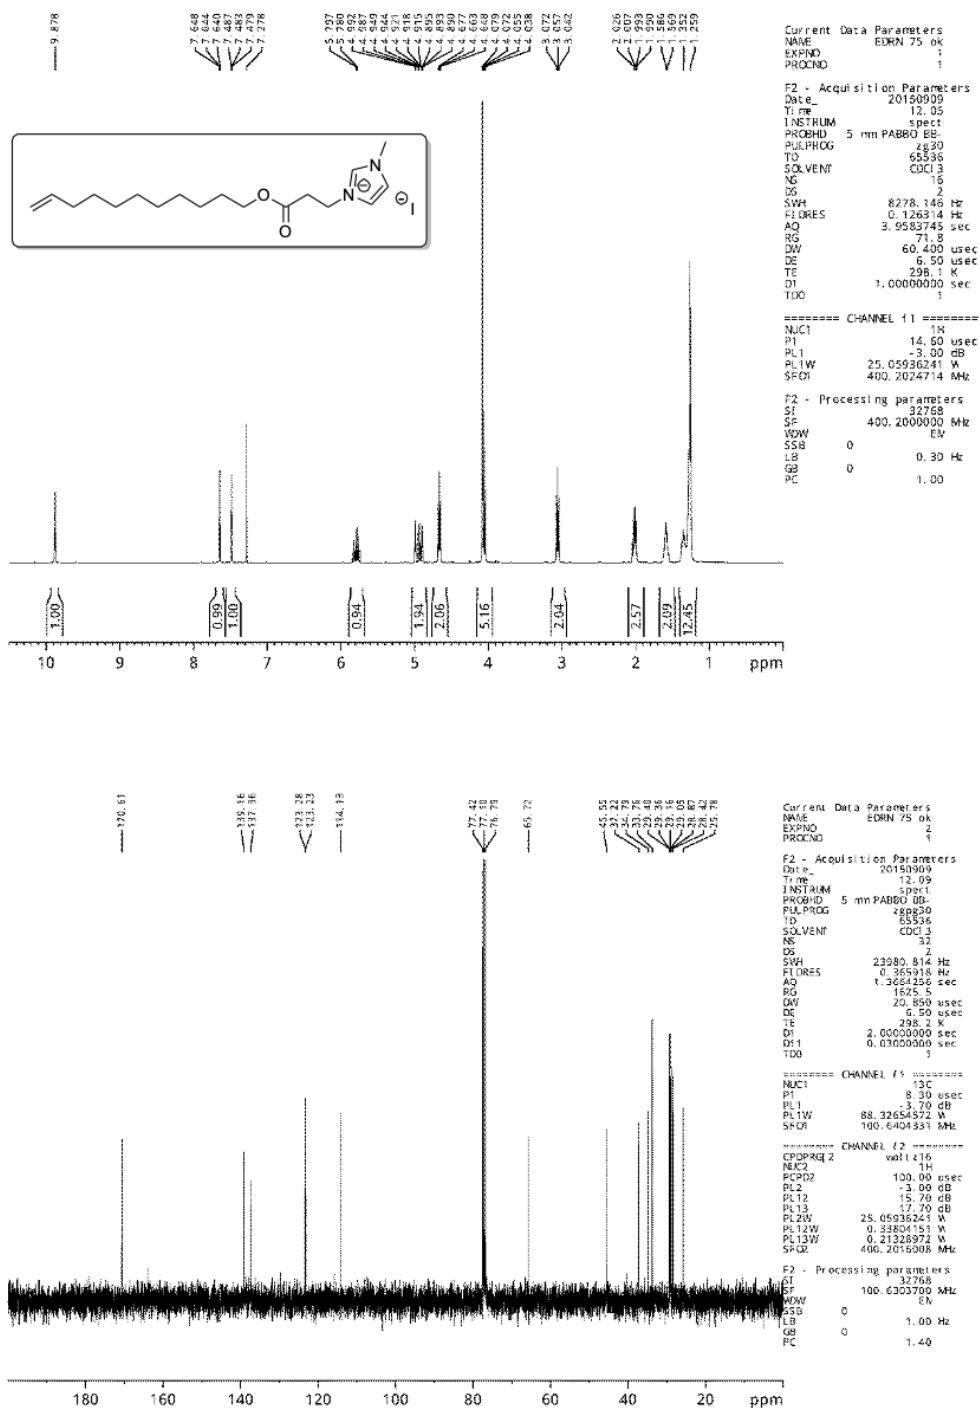 9.878
7.648
7.644
7.640
7.487
7.483
7.479
7.278
5.797
5.780
4.992
4.987
4.949
4.944
4.921
4.918
4.915
4.895
4.893
4.890
4.677
4.663
4.648
4.079
4.072
4.055
4.038
3.072
3.057
3.042
2.026
2.007
1.993
1.990
1.586
1.569
1.352
1.259
Current Data Parameters
NAME EDRN 75 ok
EXPNO 1
PROCNO 1
F2 - Acquisition Parameters
Date_ 20150909
Time 12.05
INSTRUM spect
PROBHD 5 mm PABBO BB-
PULPROG zg30
TD 65536
SOLVENT CDCl3
NS 16
DS 2
SWH 8278.146 Hz
FIDRES 0.126314 Hz
AQ 3.9583745 sec
RG 71.8
DW 60.400 usec
DE 6.50 usec
TE 298.1 K
D1 1.00000000 sec
TD0 1
======== CHANNEL f1 ========
NUC1 1H
P1 14.60 usec
PL1 -3.00 dB
PL1W 25.05936241 W
SFO1 400.2024714 MHz
F2 - Processing parameters
SI 32768
SF 400.2000000 MHz
WDW EM
SSB 0
LB 0.30 Hz
GB 0
PC 1.00
N
N
O
O
I
1.00
0.99
1.00
0.94
1.94
2.06
5.16
2.04
2.57
2.09
12.45
10 9 8 7 6 5 4 3 2 1 ppm
170.61
139.16
137.36
123.28
123.23
114.13
77.42
77.10
76.79
65.72
45.55
37.22
34.79
33.76
29.40
29.36
29.16
29.05
28.87
28.42
25.78
Current Data Parameters
NAME EDRN 75 ok
EXPNO 2
PROCNO 1
F2 - Acquisition Parameters
Date_ 20150909
Time 12.09
INSTRUM spect
PROBHD 5 mm PABBO BB-
PULPROG zgpg30
TD 65536
SOLVENT CDCl3
NS 32
DS 2
SWH 23980.814 Hz
FIDRES 0.365918 Hz
AQ 1.3664256 sec
RG 1625.5
DW 20.850 usec
DE 6.50 usec
TE 298.2 K
D1 2.00000000 sec
D11 0.03000000 sec
TD0 1
======== CHANNEL f1 ========
NUC1 13C
P1 8.30 usec
PL1 -3.70 dB
PL1W 88.32654572 W
SFO1 100.6404331 MHz
======== CHANNEL f2 ========
CPDPRG[2 waltz16
NUC2 1H
PCPD2 100.00 usec
PL2 -3.00 dB
PL12 15.70 dB
PL13 17.70 dB
PL2W 25.05936241 W
PL12W 0.33804151 W
PL13W 0.21328972 W
SFO2 400.2016008 MHz
F2 - Processing parameters
SI 32768
SF 100.6303700 MHz
WDW EM
SSB 0
LB 1.00 Hz
GB 0
PC 1.40
180 160 140 120 100 80 60 40 20 ppm